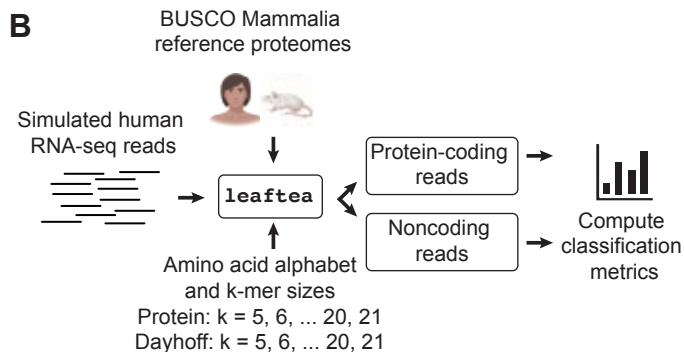 B
BUSCO Mammalia
reference proteomes
Simulated human
RNA-seq reads
leaftea
Protein-coding
reads
Noncoding
reads
Compute
classification
metrics
Amino acid alphabet
and k-mer sizes
Protein: k = 5, 6, ... 20, 21
Dayhoff: k = 5, 6, ... 20, 21